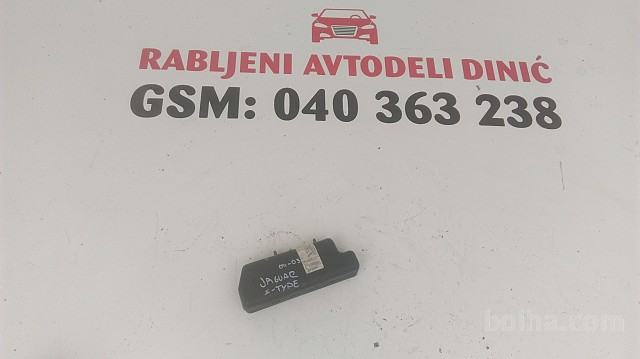 RABLJENI AVTODELI DINIĆ
GSM: 040 363 238
JAGUAR
S-TYPE
bolha.com